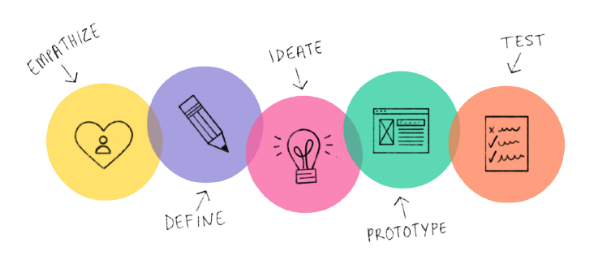 EMPATHIZE
DEFINE
IDEATE
PROTOTYPE
TEST